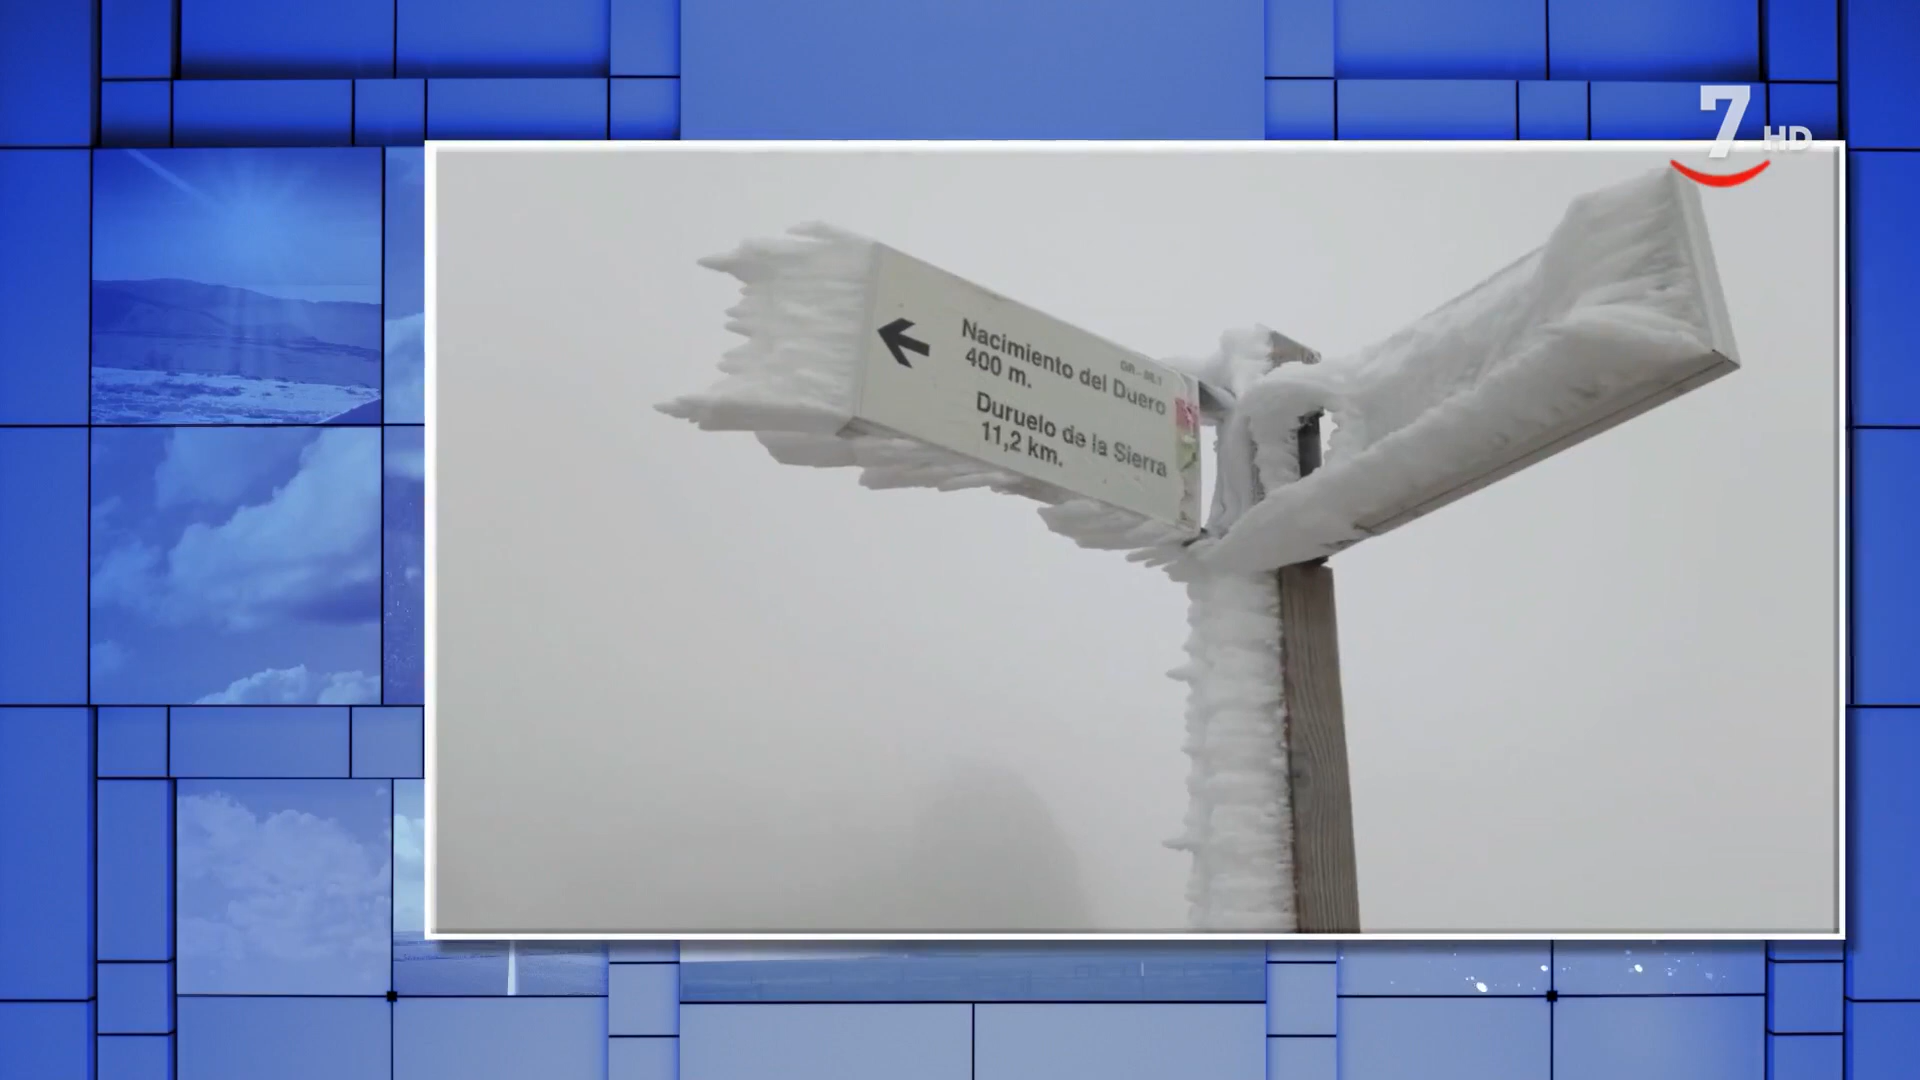 7 HD
Nacimiento del Duero
400 m.
Duruelo de la Sierra
11,2 km.